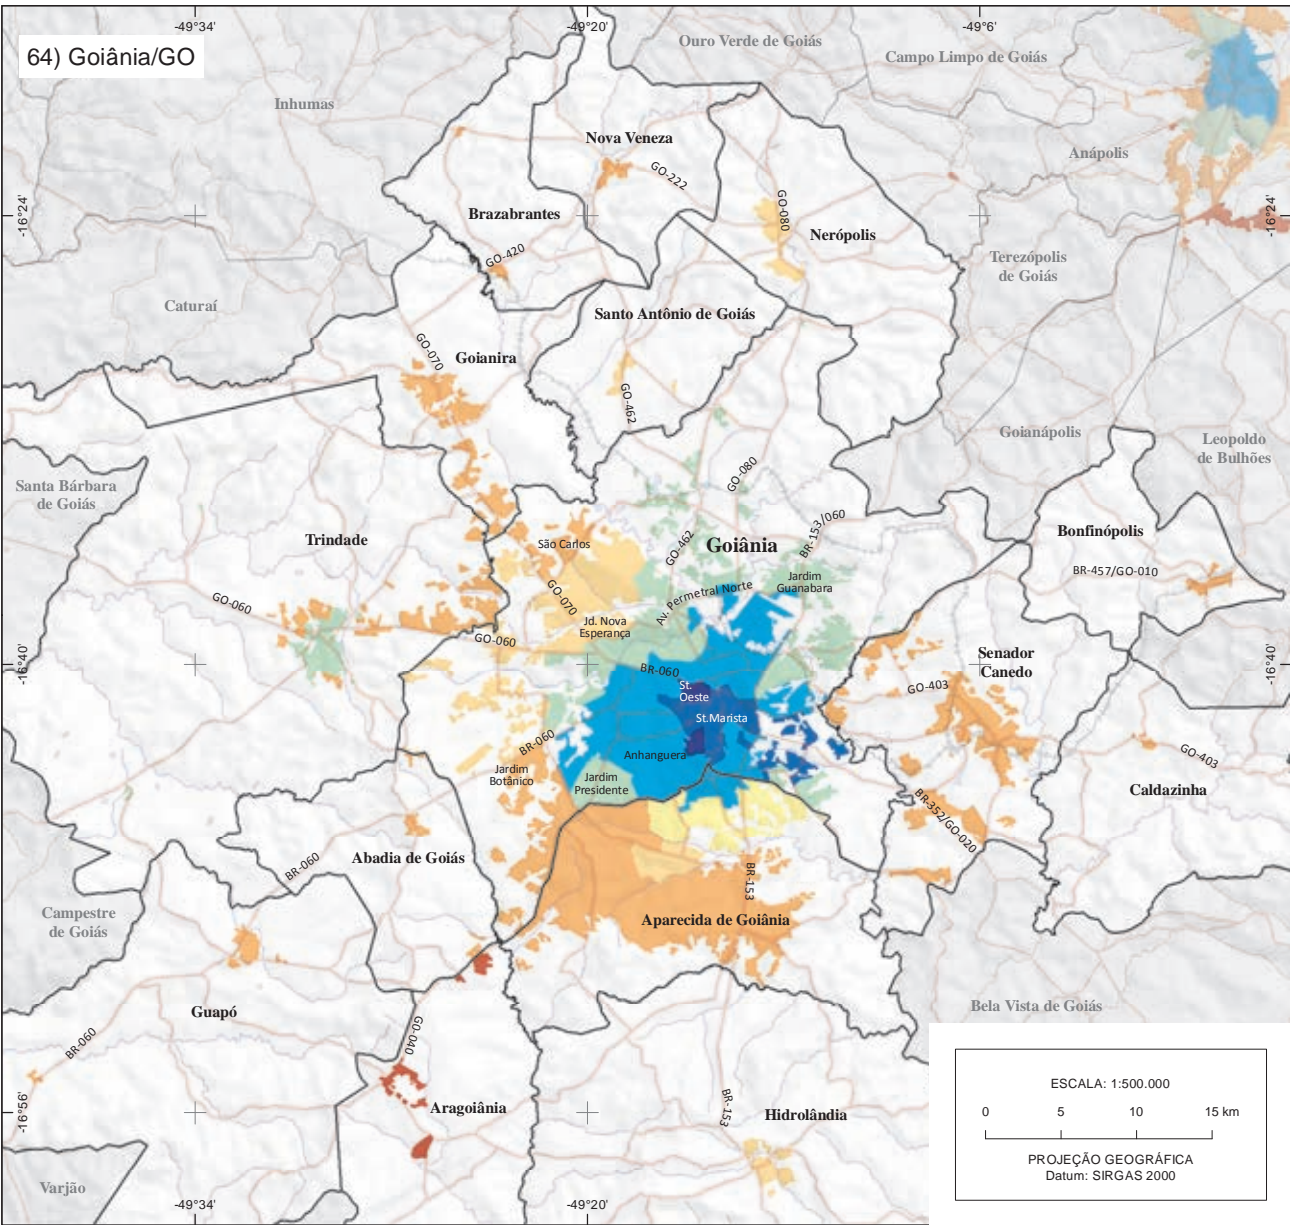 -49°34'
-49°20'
-49°6'
64) Goiânia/GO
Ouro Verde de Goiás
Campo Limpo de Goiás
Inhumas
Nova Veneza
Anápolis
GO-222
-16°24'
-16°24'
Brazabrantes
GO-080
Nerópolis
GO-420
Terezópolis
de Goiás
Caturaí
Santo Antônio de Goiás
GO-070
Goianira
GO-462
Goianápolis
Leopoldo
de Bulhões
Santa Bárbara
de Goiás
GO-080
Trindade
São Carlos
GO-462
Goiânia
BR-153/060
Bonfinópolis
BR-457/GO-010
Jardim
Guanabara
GO-060
GO-070
Av. Permetral Norte
Jd. Nova
Esperança
GO-060
-16°40'
BR-060
Senador
Canedo
-16°40'
St.
Oeste
GO-403
St.Marista
BR-060
Anhanguera
GO-403
Jardim
Botânico
Jardim
Presidente
Caldazinha
BR-352/GO-020
Abadia de Goiás
BR-060
BR-153
Campestre
de Goiás
Aparecida de Goiânia
Guapó
Bela Vista de Goiás
BR-060
GO-040
-16°56'
Aragoiânia
BR-153
Hidrolândia
Varjão
-49°34'
-49°20'
ESCALA: 1:500.000
0 5 10 15 km
PROJEÇÃO GEOGRÁFICA
Datum: SIRGAS 2000